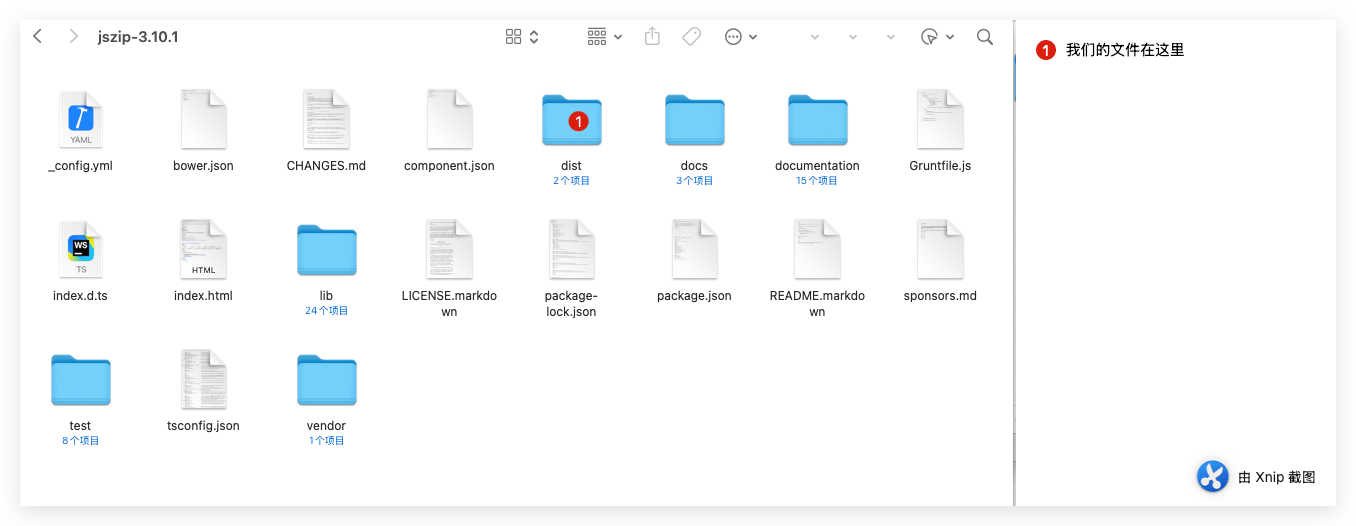 jszip-3.10.1
1 我们的文件在这里
YAML
1
_config.yml
bower.json
CHANGES.md
component.json
dist
2个项目
docs
3个项目
documentation
15个项目
Gruntfile.js
WS
TS
HTML
index.d.ts
index.html
lib
24个项目
LICENSE.markdo
wn
package-
lock.json
package.json
README.markdo
wn
sponsors.md
test
8个项目
tsconfig.json
vendor
1个项目
由 Xnip 截图